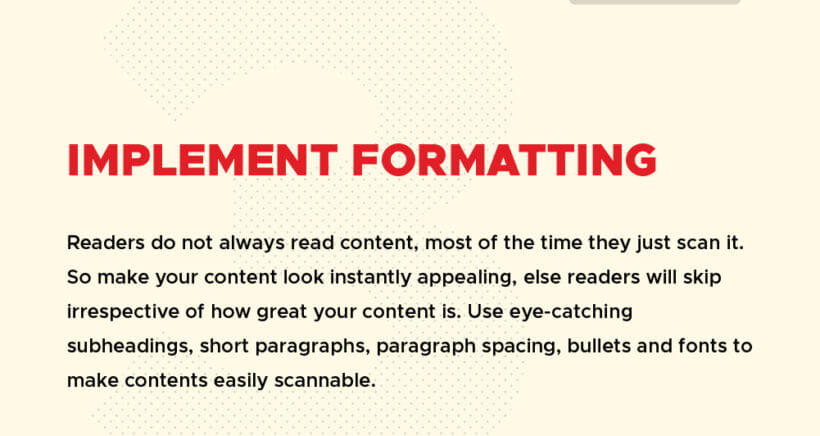 IMPLEMENT FORMATTING
Readers do not always read content, most of the time they just scan it.
So make your content look instantly appealing, else readers will skip
irrespective of how great your content is. Use eye-catching
subheadings, short paragraphs, paragraph spacing, bullets and fonts to
make contents easily scannable.